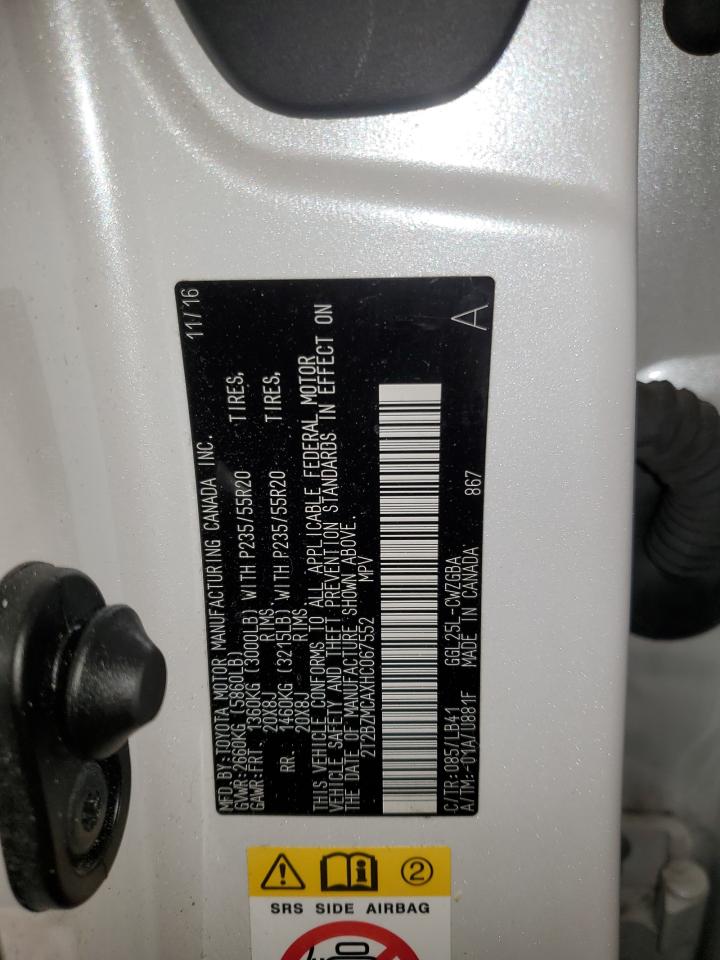 MFD BY:TOYOTA MOTOR MANUFACTURING CANADA INC. 11/16
GVWR:2660KG (5860LB)
GAWR:FRT. 1360KG (3000LB) WITH P235/55R20 TIRES,
20X8J RIMS,
RR. 1460KG (3215LB) WITH P235/55R20 TIRES,
20X8J RIMS.
THIS VEHICLE CONFORMS TO ALL APPLICABLE FEDERAL MOTOR
VEHICLE SAFETY AND THEFT PREVENTION STANDARDS IN EFFECT ON
THE DATE OF MANUFACTURE SHOWN ABOVE.
2T2BZMCAXHC067552 MPV
C/TR:085/LB41 GGL25L-CWZGBA 867 A
A/TM:-01A/U881F MADE IN CANADA
2
SRS SIDE AIRBAG